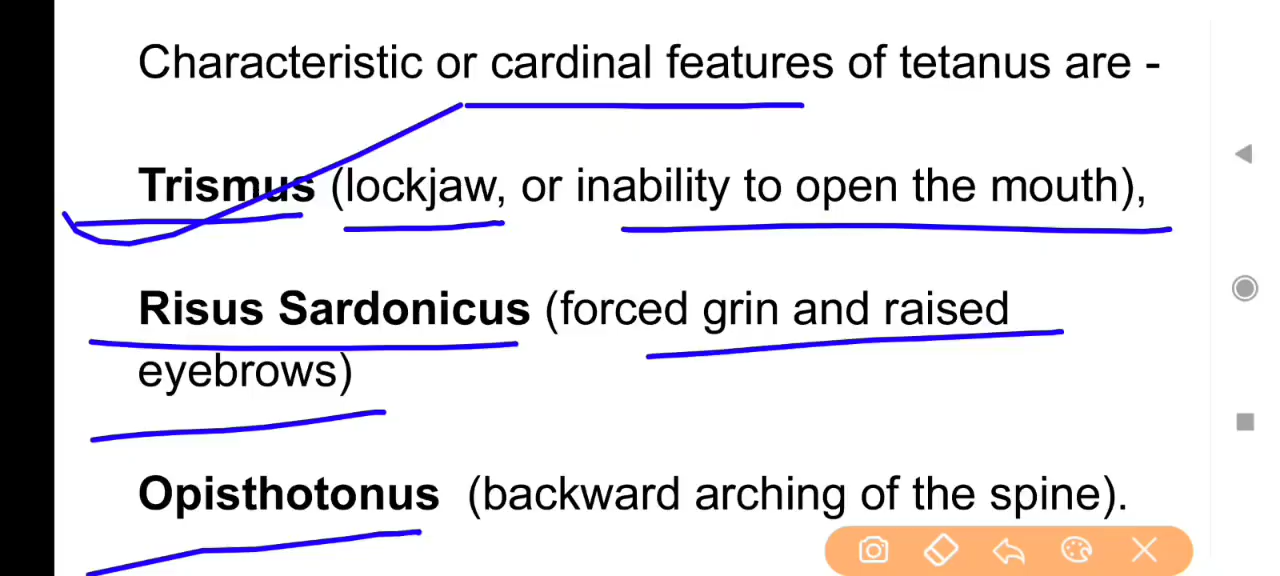 Characteristic or cardinal features of tetanus are -
Trismus (lockjaw, or inability to open the mouth),
Risus Sardonicus (forced grin and raised
eyebrows)
Opisthotonus (backward arching of the spine).